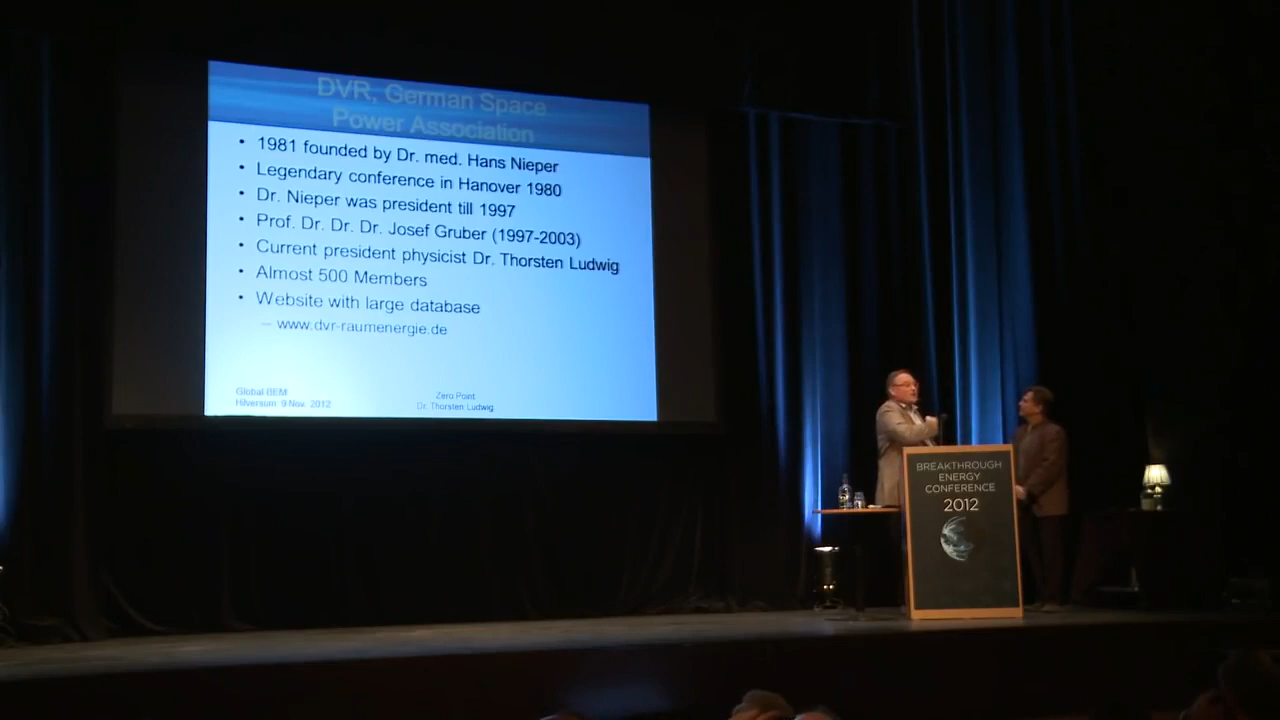 DVR, German Space
Power Association
• 1981 founded by Dr. med. Hans Nieper
• Legendary conference in Hanover 1980
• Dr. Nieper was president till 1997
• Prof. Dr. Dr. Dr. Josef Gruber (1997-2003)
• Current president physicist Dr. Thorsten Ludwig
• Almost 500 Members
• Website with large database
– www.dvr-raumenergie.de
Global BEM
Hilversum 9 Nov. 2012
Zero Point
Dr. Thorsten Ludwig
BREAKTHROUGH
ENERGY
CONFERENCE
2012